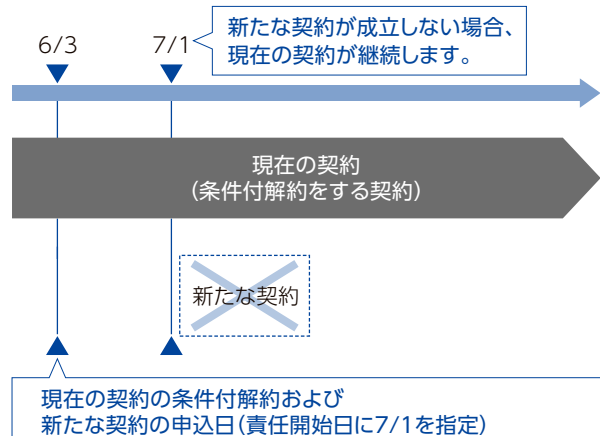 6/3
7/1
新たな契約が成立しない場合、
現在の契約が継続します。
現在の契約
(条件付解約をする契約)
新たな契約
現在の契約の条件付解約および
新たな契約の申込日(責任開始日に7/1を指定)